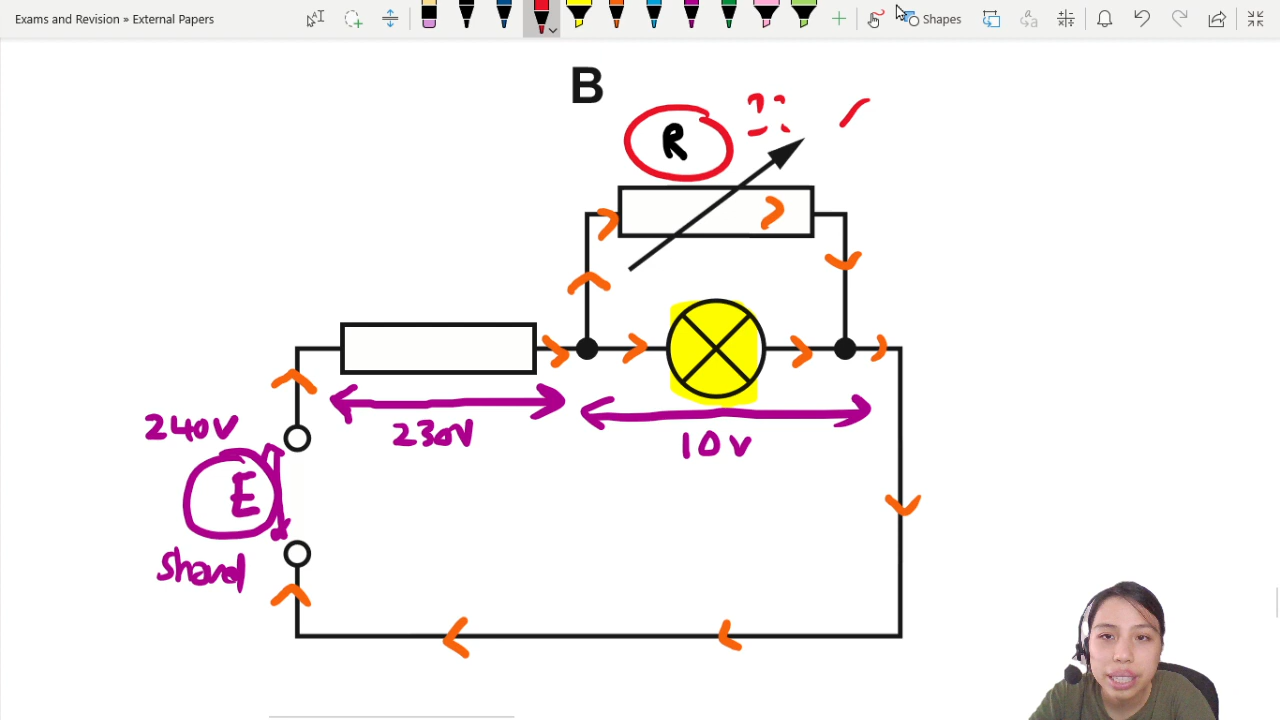 Exams and Revision » External Papers
Shapes
B
R
240V
230V
10V
E
shared